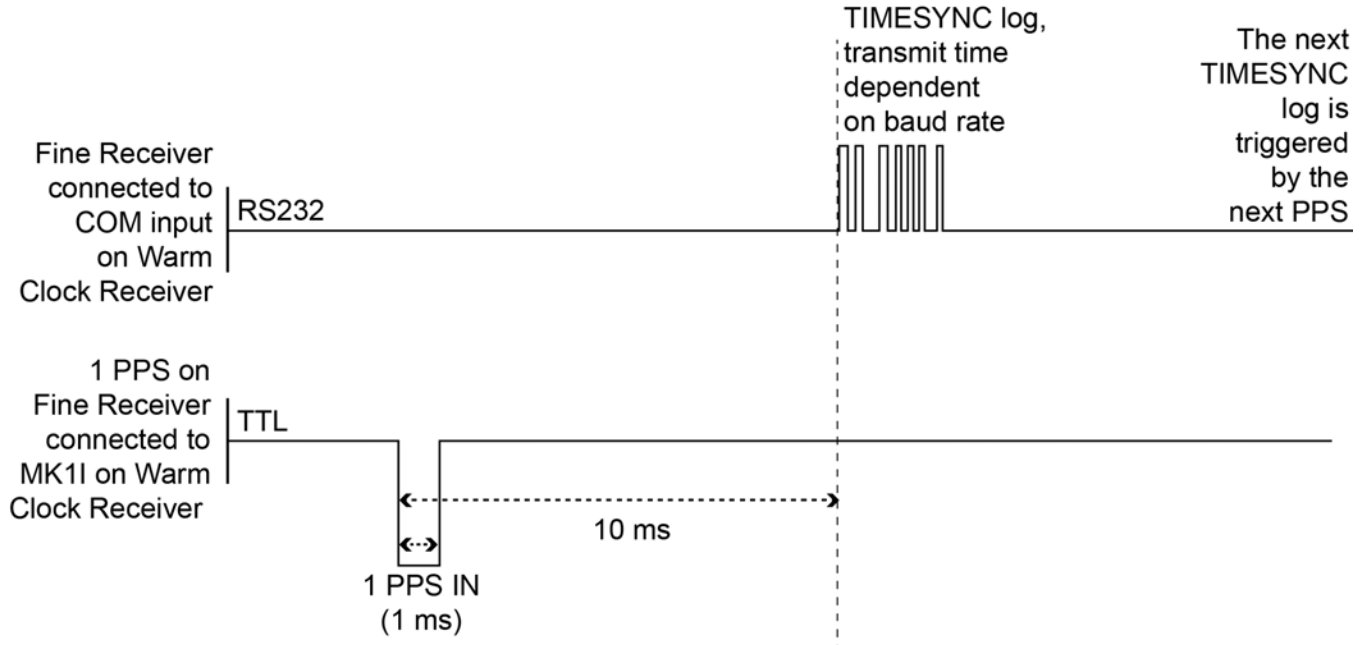 TIMESYNC log,
transmit time
dependent
on baud rate
The next
TIMESYNC
log is
triggered
by the
next PPS
Fine Receiver
connected to
COM input
on Warm
Clock Receiver
RS232
1 PPS on
Fine Receiver
connected to
MK1I on Warm
Clock Receiver
TTL
10 ms
1 PPS IN
(1 ms)